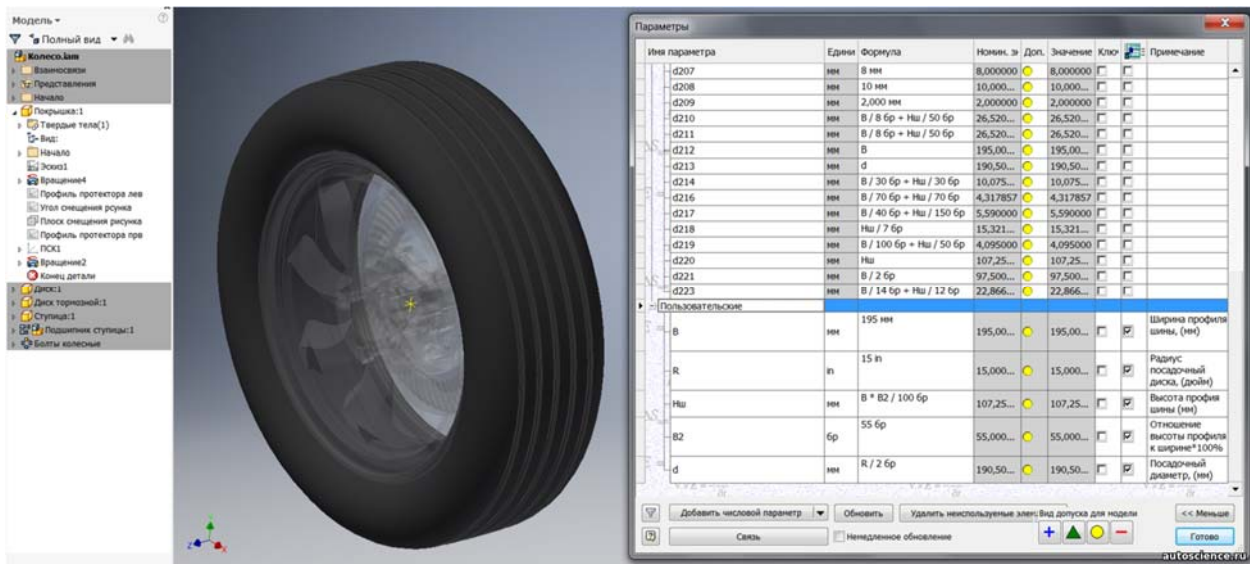 Модель
Полный вид
Колесо.iam
Взаимосвязи
Представления
Начало
Покрышка:1
Твердые тела(1)
Вид:
Начало
Эскиз1
Вращение4
Профиль протектора лев
Угол смещения рсунка
Плоск смещения рисунка
Профиль протектора прв
ПСК1
Вращение2
Конец детали
Диск:1
Диск тормозной:1
Ступица:1
Подшипник ступицы:1
Болты колесные
Параметры
Имя параметра Едини Формула Номин. зн Доп. Значение Клю Примечание
d207 мм 8 мм 8,000000 8,000000
d208 мм 10 мм 10,000... 10,000...
d209 мм 2,000 мм 2,000000 2,000000
d210 мм B / 8 бр + Нш / 50 бр 26,520... 26,520...
d211 мм B / 8 бр + Нш / 50 бр 26,520... 26,520...
d212 мм B 195,00... 195,00...
d213 мм d 190,50... 190,50...
d214 мм B / 30 бр + Нш / 30 бр 10,075... 10,075...
d216 мм B / 70 бр + Нш / 70 бр 4,317857 4,317857
d217 мм B / 40 бр + Нш / 150 бр 5,590000 5,590000
d218 мм Нш / 7 бр 15,321... 15,321...
d219 мм B / 100 бр + Нш / 50 бр 4,095000 4,095000
d220 мм Нш 107,25... 107,25...
d221 мм B / 2 бр 97,500... 97,500...
d223 мм B / 14 бр + Нш / 12 бр 22,866... 22,866...
Пользовательские
B мм 195 мм 195,00... 195,00... Ширина профиля
шины, (мм)
R in 15 in 15,000... 15,000... Радиус
посадочный
диска, (дюйм)
Нш мм B * B2 / 100 бр 107,25... 107,25... Высота профия
шины (мм)
B2 бр 55 бр 55,000... 55,000... Отношение
высоты профиля
к ширине*100%
d мм R / 2 бр 190,50... 190,50... Посадочный
диаметр, (мм)
Добавить числовой параметр Обновить Удалить неиспользуемые элем Вид допуска для модели << Меньше
Связь Немедленное обновление Готово
autoscience.ru